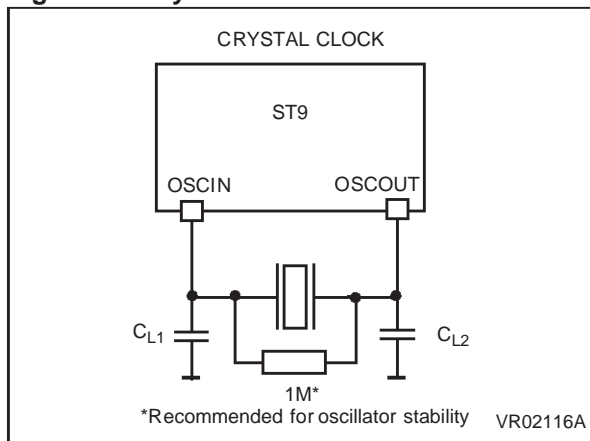 CRYSTAL CLOCK
ST9
OSCIN
OSCOUT
CL1
CL2
1M*
*Recommended for oscillator stability
VR02116A